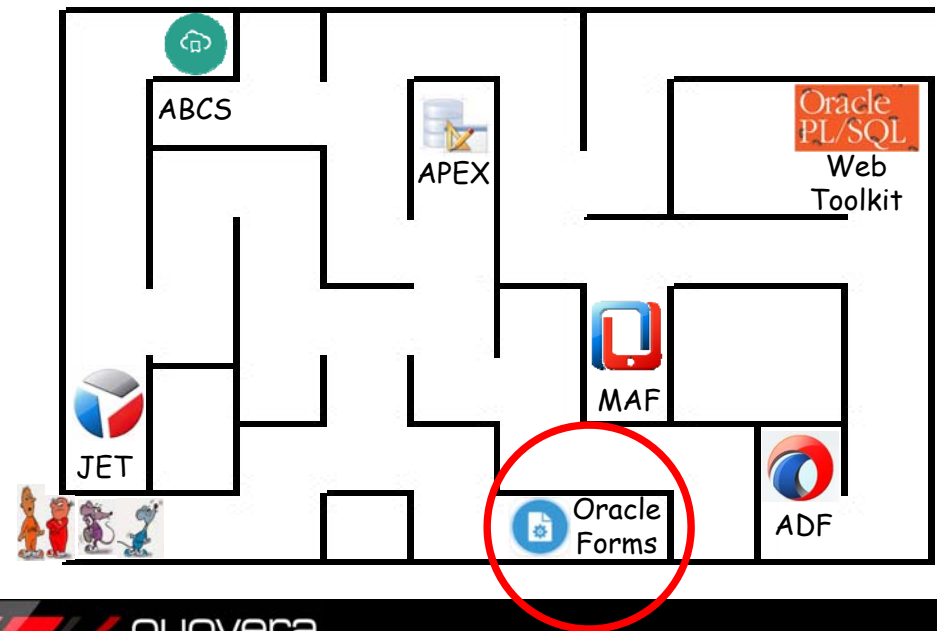 ABCS
APEX
Oracle
PL/SQL
Web
Toolkit
MAF
JET
Oracle
Forms
ADF